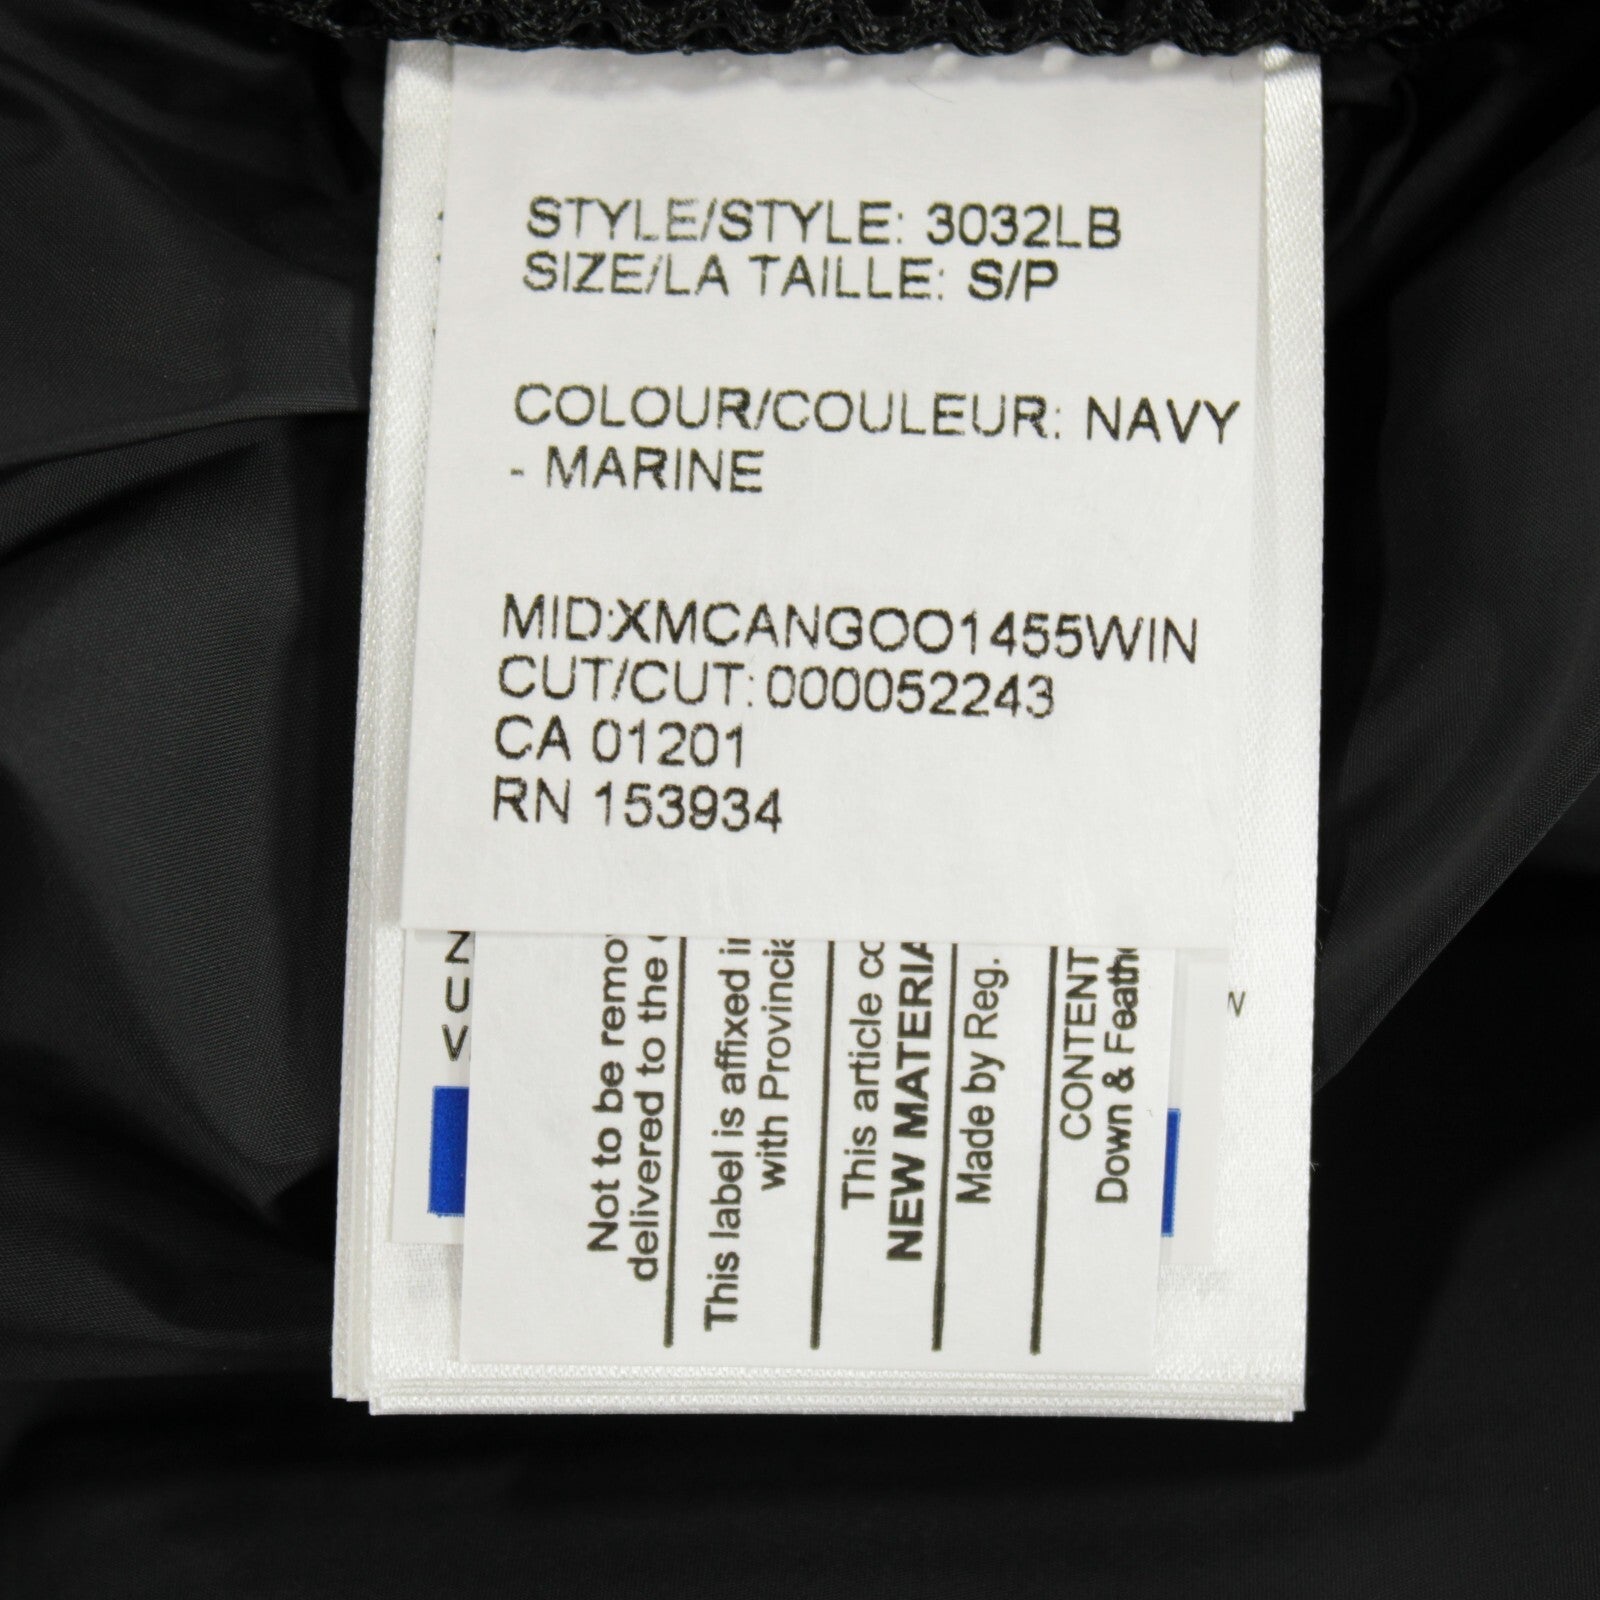 STYLE/STYLE: 3032LB
SIZE/LA TAILLE: S/P
COLOUR/COULEUR: NAVY
- MARINE
MID:XMCANGOO1455WIN
CUT/CUT: 000052243
CA 01201
RN 153934
Not to be remo
delivered to the
This label is affixed i
with Provincia
This article co
NEW MATERIA
Made by Reg.
CONTENT
Down & Feathe